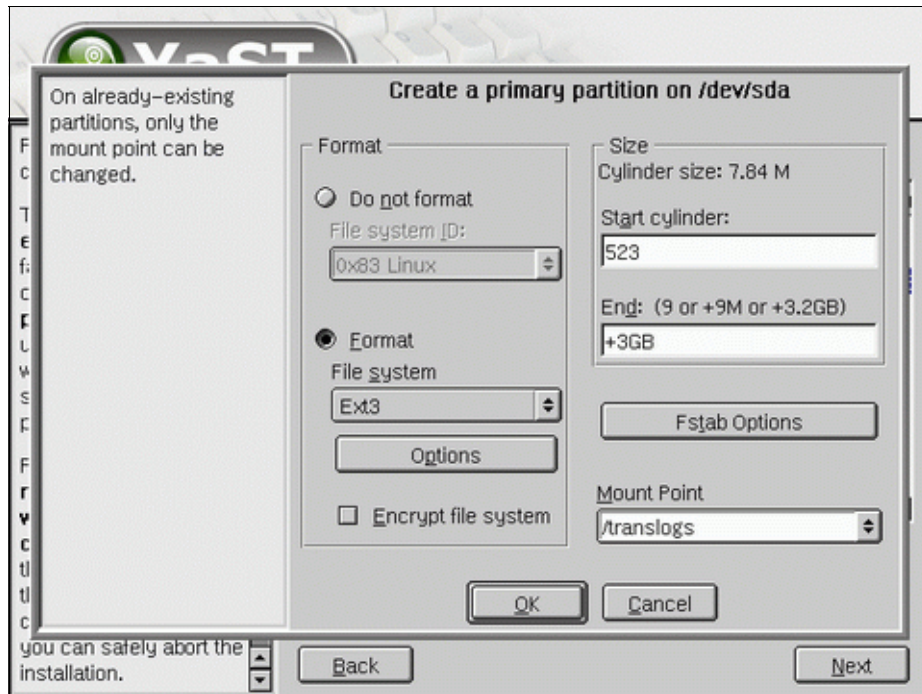 YaST
On already-existing
partitions, only the
mount point can be
changed.
Create a primary partition on /dev/sda
Format
Do not format
File system ID:
0x83 Linux
Format
File system
Ext3
Options
Encrypt file system
Size
Cylinder size: 7.84 M
Start cylinder:
523
End: (9 or +9M or +3.2GB)
+3GB
Fstab Options
Mount Point
/translogs
OK
Cancel
you can safely abort the
installation.
Back
Next